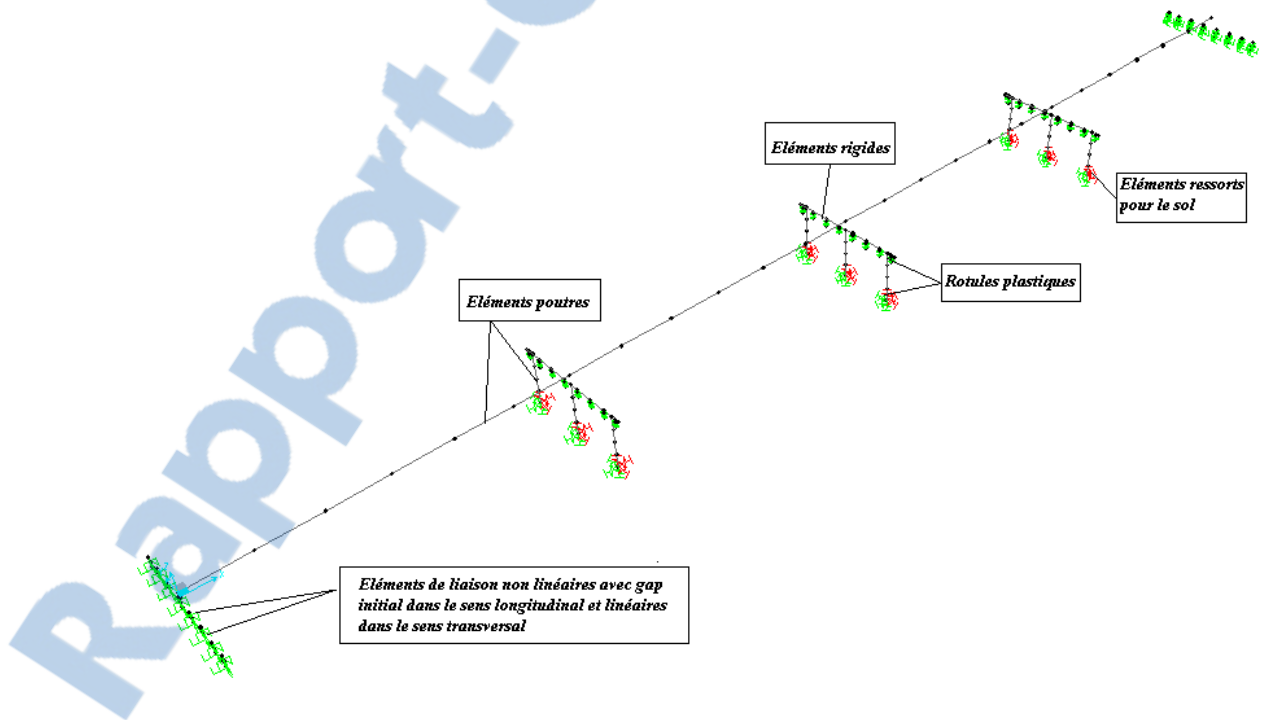 Eléments rigides
Eléments ressorts
pour le sol
Rotules plastiques
Eléments poutres
Eléments de liaison non linéaires avec gap
initial dans le sens longitudinal et linéaires
dans le sens transversal
Rapport-